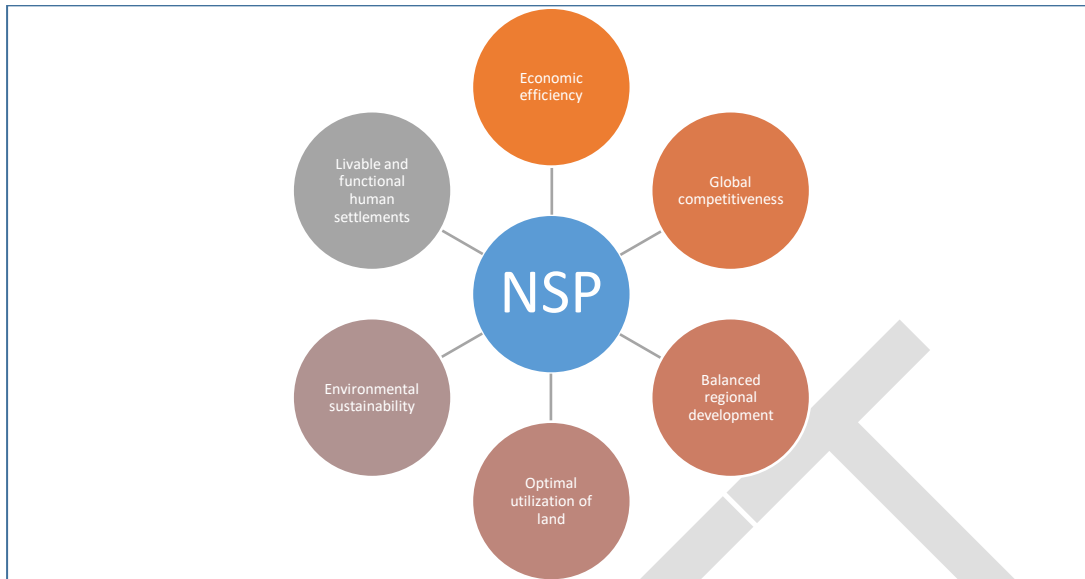 Economic
efficiency
Global
competitiveness
Balanced
regional
development
Optimal
utilization of
land
Environmental
sustainability
Livable and
functional
human
settlements
NSP